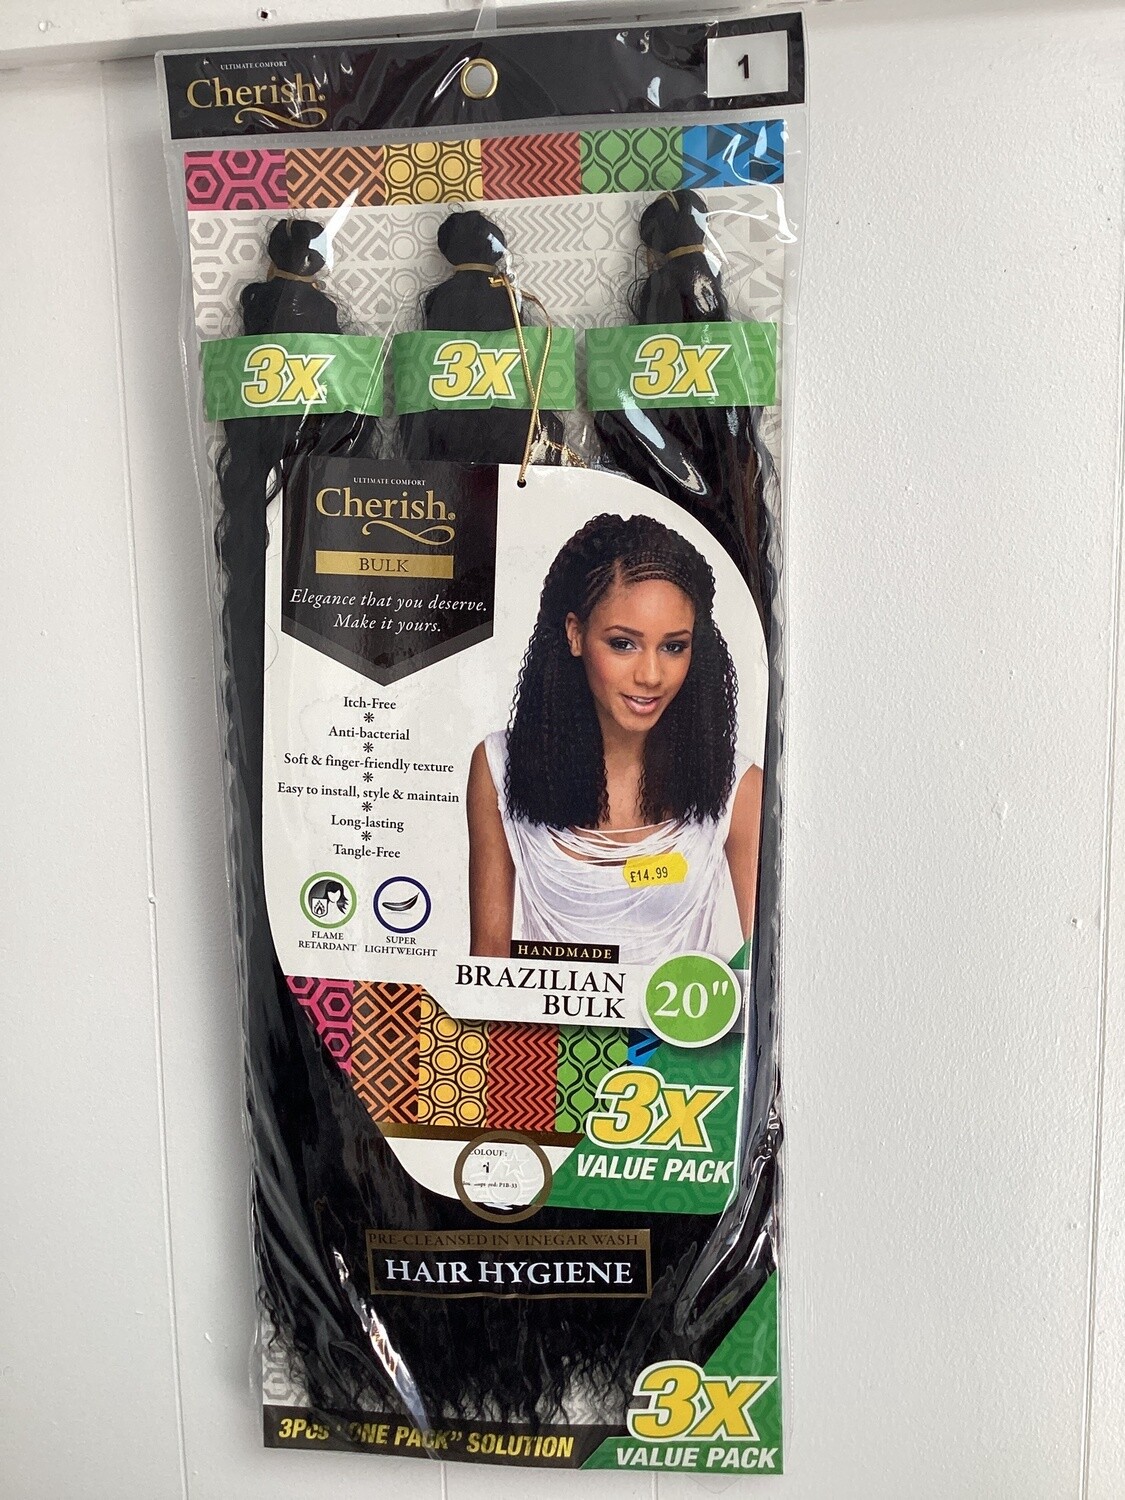 ULTIMATE COMFORT
Cherish®
1
3x 3x 3x
ULTIMATE COMFORT
Cherish®
BULK
Elegance that you deserve.
Make it yours.
Itch-Free
Anti-bacterial
Soft & finger-friendly texture
Easy to install, style & maintain
Long-lasting
Tangle-Free
£14.99
FLAME
RETARDANT
SUPER
LIGHTWEIGHT
HANDMADE
BRAZILIAN
BULK
20"
3x
VALUE PACK
1
PRE-CLEANSED IN VINEGAR WASH
HAIR HYGIENE
3x
VALUE PACK
3Pcs "ONE PACK" SOLUTION